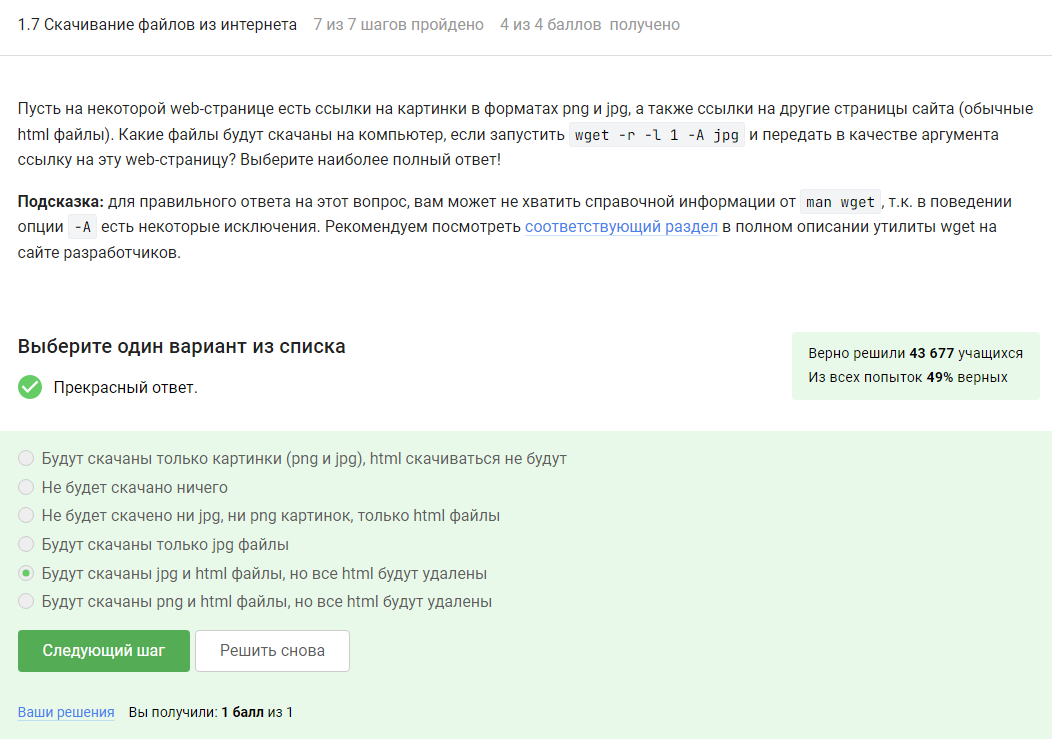 1.7 Скачивание файлов из интернета 7 из 7 шагов пройдено 4 из 4 баллов получено
Пусть на некоторой web-странице есть ссылки на картинки в форматах png и jpg, а также ссылки на другие страницы сайта (обычные
html файлы). Какие файлы будут скачаны на компьютер, если запустить wget -r -l 1 -A jpg и передать в качестве аргумента
ссылку на эту web-страницу? Выберите наиболее полный ответ!
Подсказка: для правильного ответа на этот вопрос, вам может не хватить справочной информации от man wget , т.к. в поведении
опции -A есть некоторые исключения. Рекомендуем посмотреть соответствующий раздел в полном описании утилиты wget на
сайте разработчиков.
Выберите один вариант из списка
Прекрасный ответ.
Верно решили 43 677 учащихся
Из всех попыток 49% верных
Будут скачаны только картинки (png и jpg), html скачиваться не будут
Не будет скачано ничего
Не будет скачено ни jpg, ни png картинок, только html файлы
Будут скачаны только jpg файлы
Будут скачаны jpg и html файлы, но все html будут удалены
Будут скачаны png и html файлы, но все html будут удалены
Следующий шаг Решить снова
Ваши решения Вы получили: 1 балл из 1